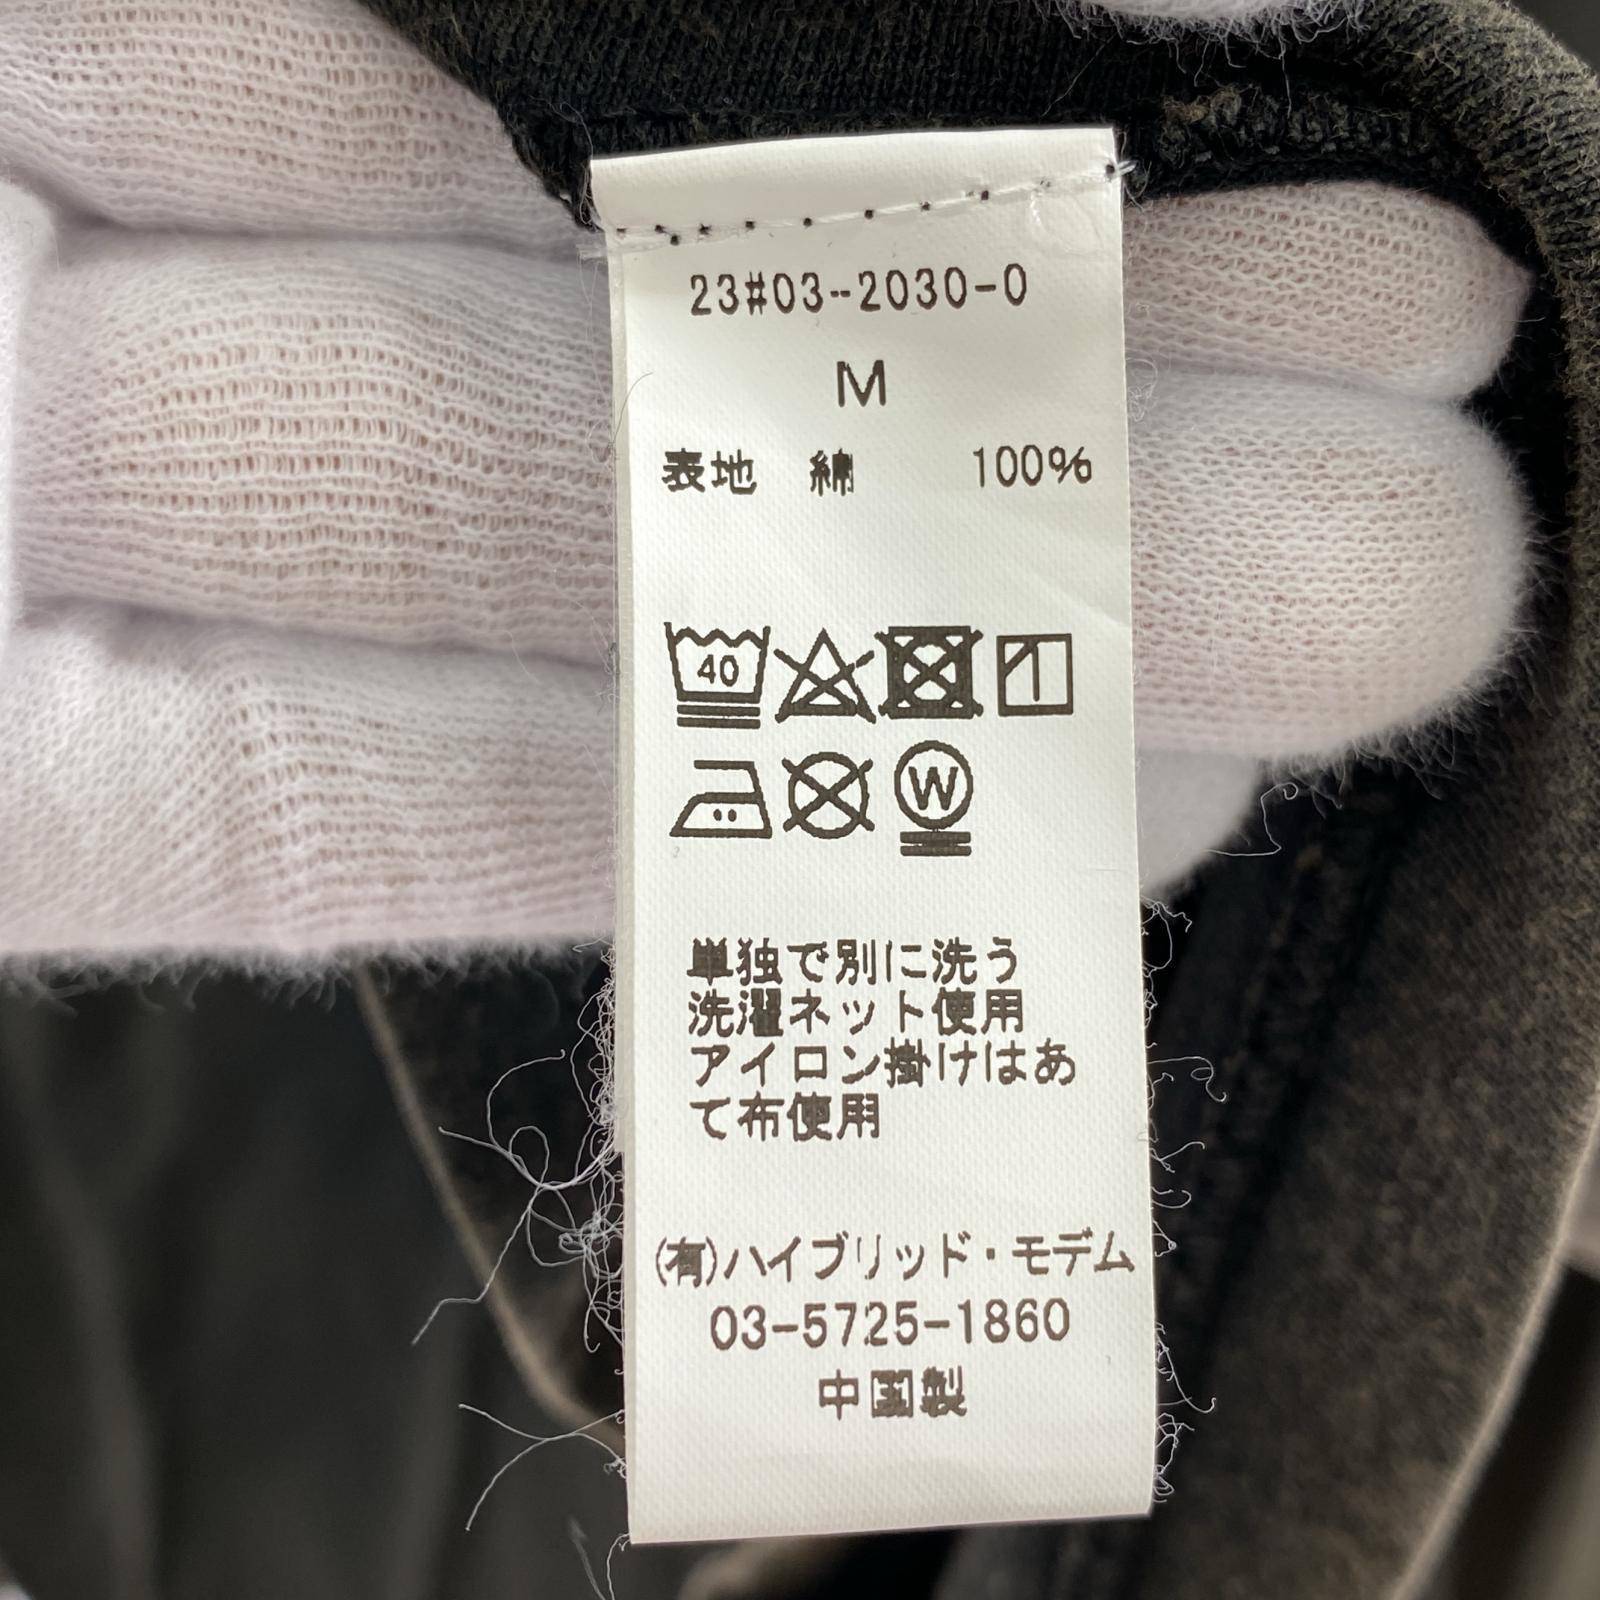 23#03-2030-0
M
表地 綿 100%
40
W
単独で別に洗う
洗濯ネット使用
アイロン掛けはあ
て布使用
(有)ハイブリッド・モデム
03-5725-1860
中国製